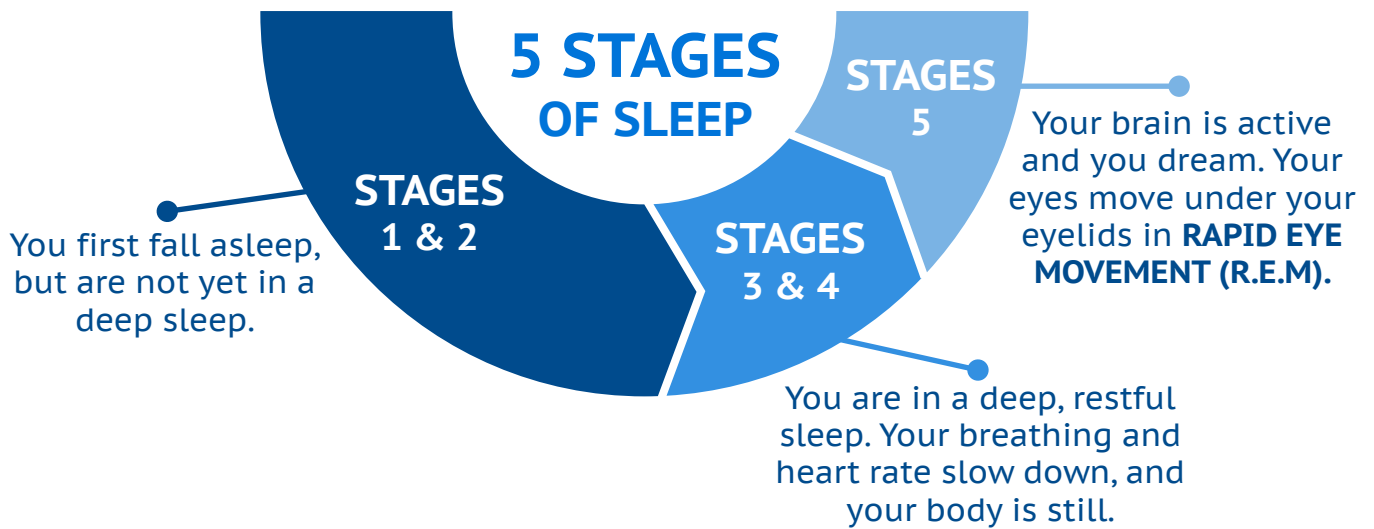 5 STAGES
OF SLEEP
STAGES
1 & 2
You first fall asleep,
but are not yet in a
deep sleep.
STAGES
3 & 4
You are in a deep, restful
sleep. Your breathing and
heart rate slow down, and
your body is still.
STAGES
5
Your brain is active
and you dream. Your
eyes move under your
eyelids in RAPID EYE
MOVEMENT (R.E.M).